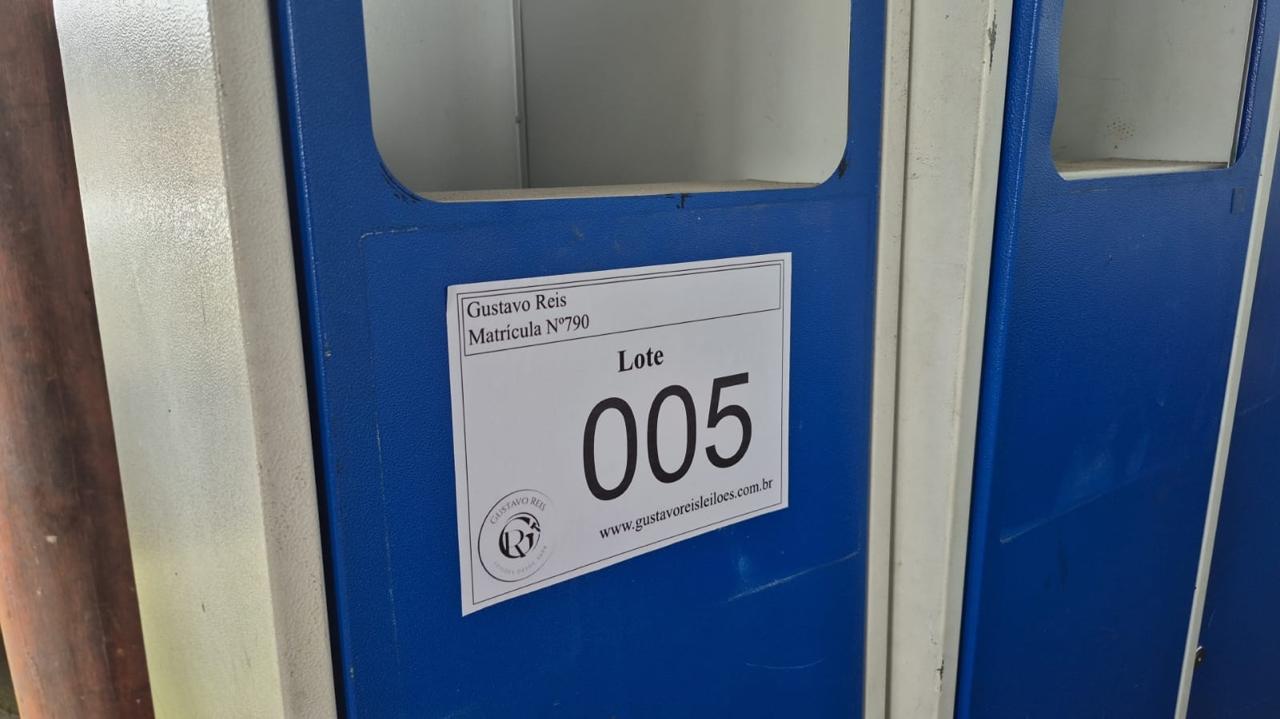 Gustavo Reis
Matrícula Nº790
Lote
005
www.gustavoreisleiloes.com.br
GUSTAVO REIS